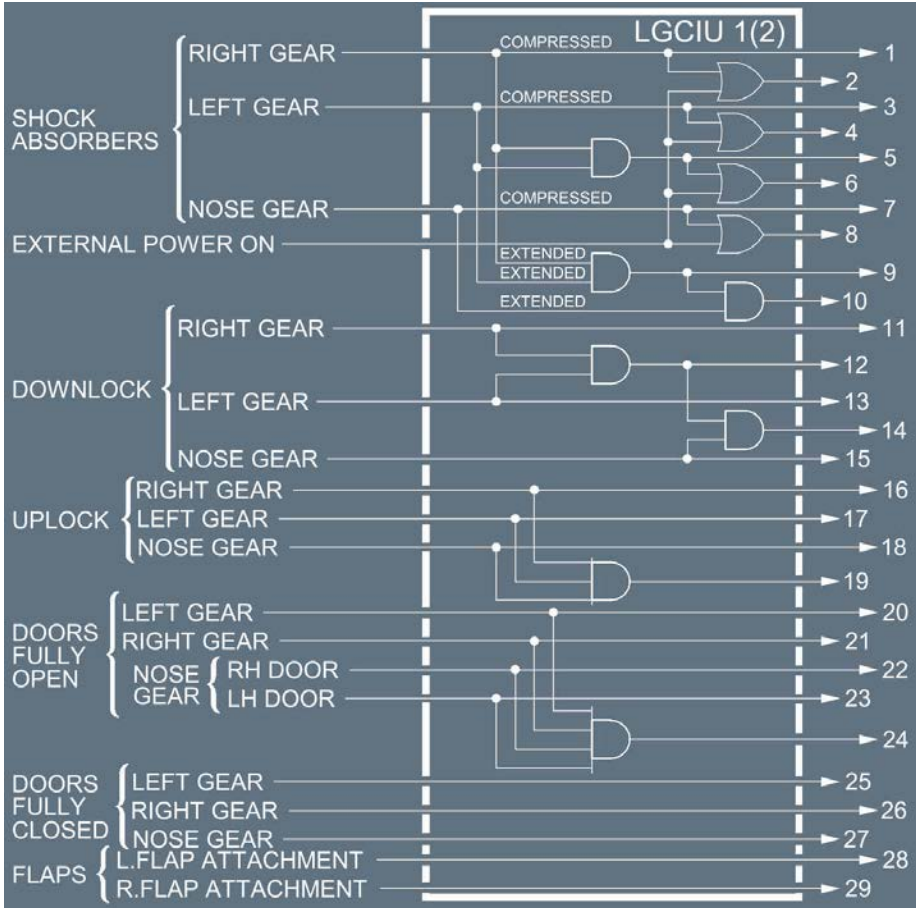 LGCIU 1(2)
RIGHT GEAR
COMPRESSED
1
2
SHOCK
ABSORBERS
LEFT GEAR
COMPRESSED
3
4
5
6
NOSE GEAR
COMPRESSED
7
8
EXTERNAL POWER ON
EXTENDED
EXTENDED
EXTENDED
9
10
DOWNLOCK
RIGHT GEAR
11
12
LEFT GEAR
13
14
NOSE GEAR
15
UPLOCK
RIGHT GEAR
16
LEFT GEAR
17
NOSE GEAR
18
19
DOORS
FULLY
OPEN
LEFT GEAR
20
RIGHT GEAR
21
NOSE
GEAR
RH DOOR
22
LH DOOR
23
24
DOORS
FULLY
CLOSED
LEFT GEAR
25
RIGHT GEAR
26
NOSE GEAR
27
FLAPS
L.FLAP ATTACHMENT
28
R.FLAP ATTACHMENT
29